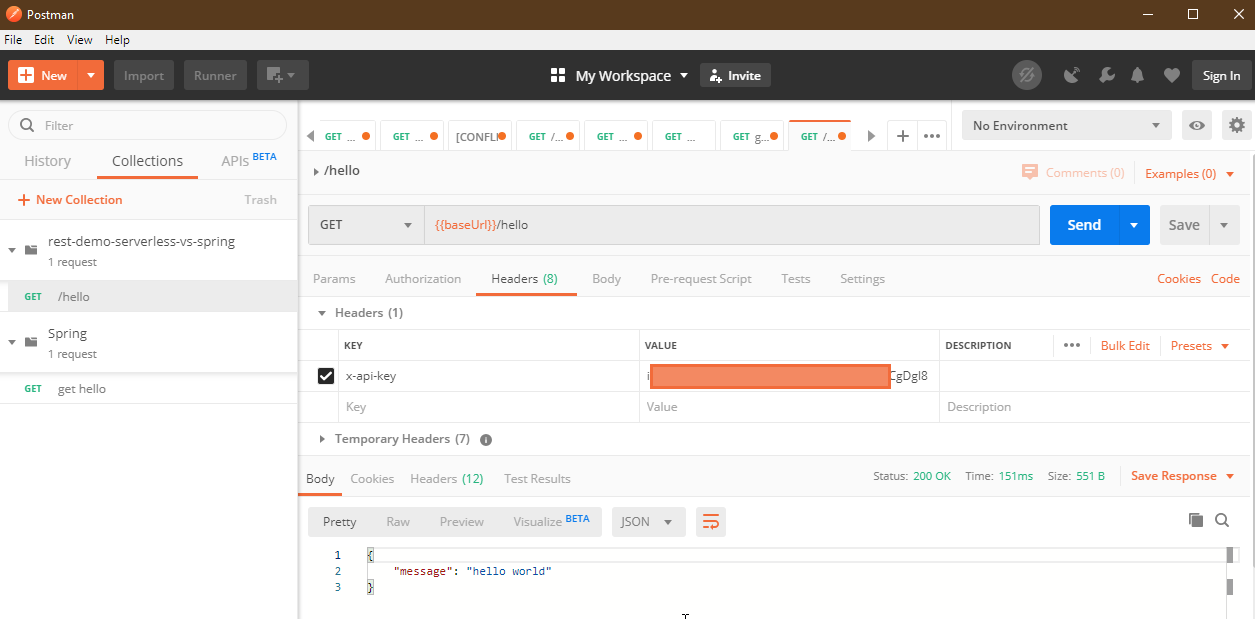 Postman
File Edit View Help
New Import Runner My Workspace Invite Sign In
Filter
History Collections APIs BETA
New Collection Trash
rest-demo-serverless-vs-spring
1 request
GET /hello
Spring
1 request
GET get hello
GET ... GET ... [CONFLI GET /... GET ... GET ... GET g... GET /... No Environment
/hello Comments (0) Examples (0)
GET {{baseUrl}}/hello Send Save
Params Authorization Headers (8) Body Pre-request Script Tests Settings Cookies Code
Headers (1)
KEY VALUE DESCRIPTION Bulk Edit Presets
x-api-key
Key Value Description
Temporary Headers (7)
Body Cookies Headers (12) Test Results Status: 200 OK Time: 151ms Size: 551 B Save Response
Pretty Raw Preview Visualize BETA JSON
1 {
2 "message": "hello world"
3 }